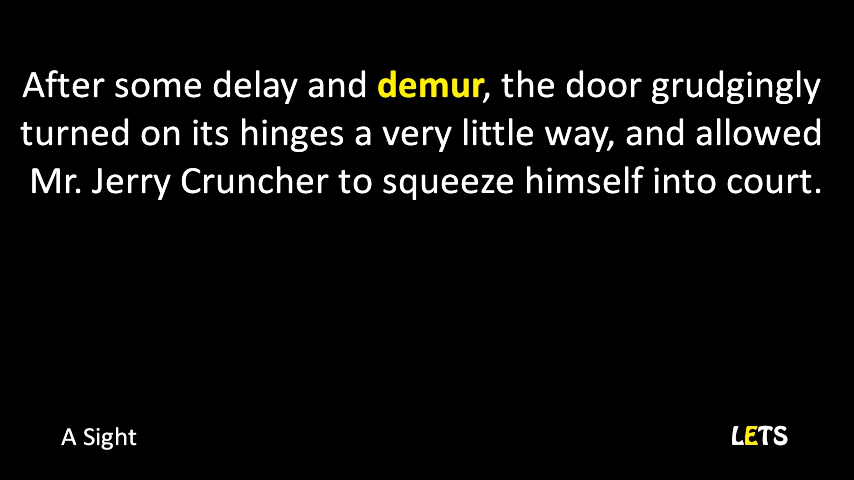 After some delay and demur, the door grudgingly
turned on its hinges a very little way, and allowed
Mr. Jerry Cruncher to squeeze himself into court.
A Sight
LETS